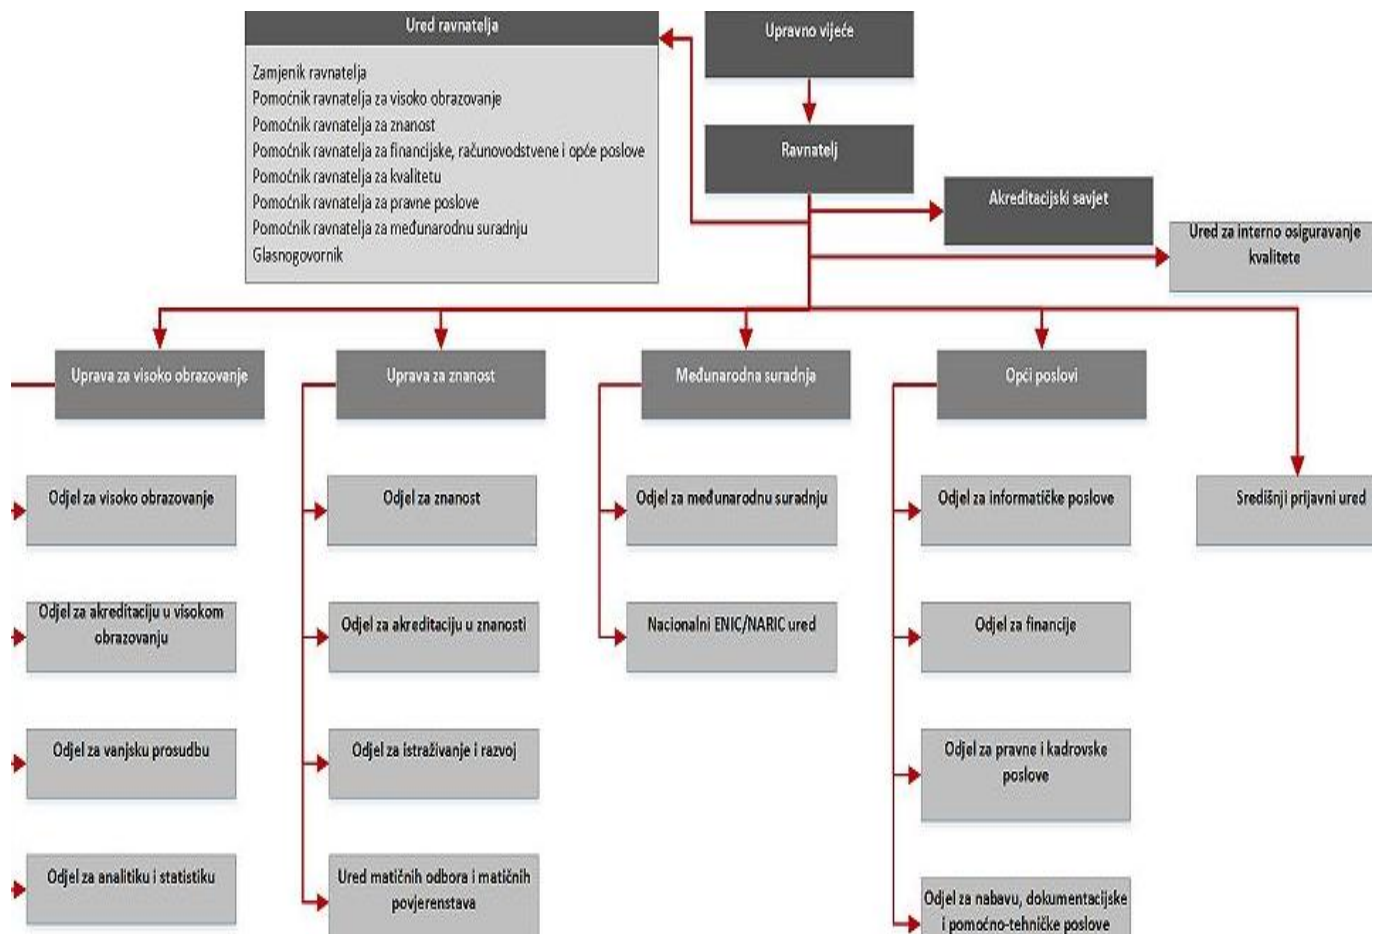 Ured ravnatelja
Zamjenik ravnatelja
Pomoćnik ravnatelja za visoko obrazovanje
Pomoćnik ravnatelja za znanost
Pomoćnik ravnatelja za financijske, računovodstvene i opće poslove
Pomoćnik ravnatelja za kvalitetu
Pomoćnik ravnatelja za pravne poslove
Pomoćnik ravnatelja za međunarodnu suradnju
Glasnogovornik
Upravno vijeće
Ravnatelj
Akreditacijski savjet
Ured za interno osiguravanje
kvalitete
Uprava za visoko obrazovanje
Uprava za znanost
Međunarodna suradnja
Opći poslovi
Odjel za visoko obrazovanje
Odjel za znanost
Odjel za međunarodnu suradnju
Odjel za informatičke poslove
Središnji prijavni ured
Odjel za akreditaciju u visokom
obrazovanju
Odjel za akreditaciju u znanosti
Nacionalni ENIC/NARIC ured
Odjel za financije
Odjel za vanjsku prosudbu
Odjel za istraživanje i razvoj
Odjel za pravne i kadrovske
poslove
Odjel za analitiku i statistiku
Ured matičnih odbora i matičnih
povjerenstava
Odjel za nabavu, dokumentacijske
i pomoćno-tehničke poslove